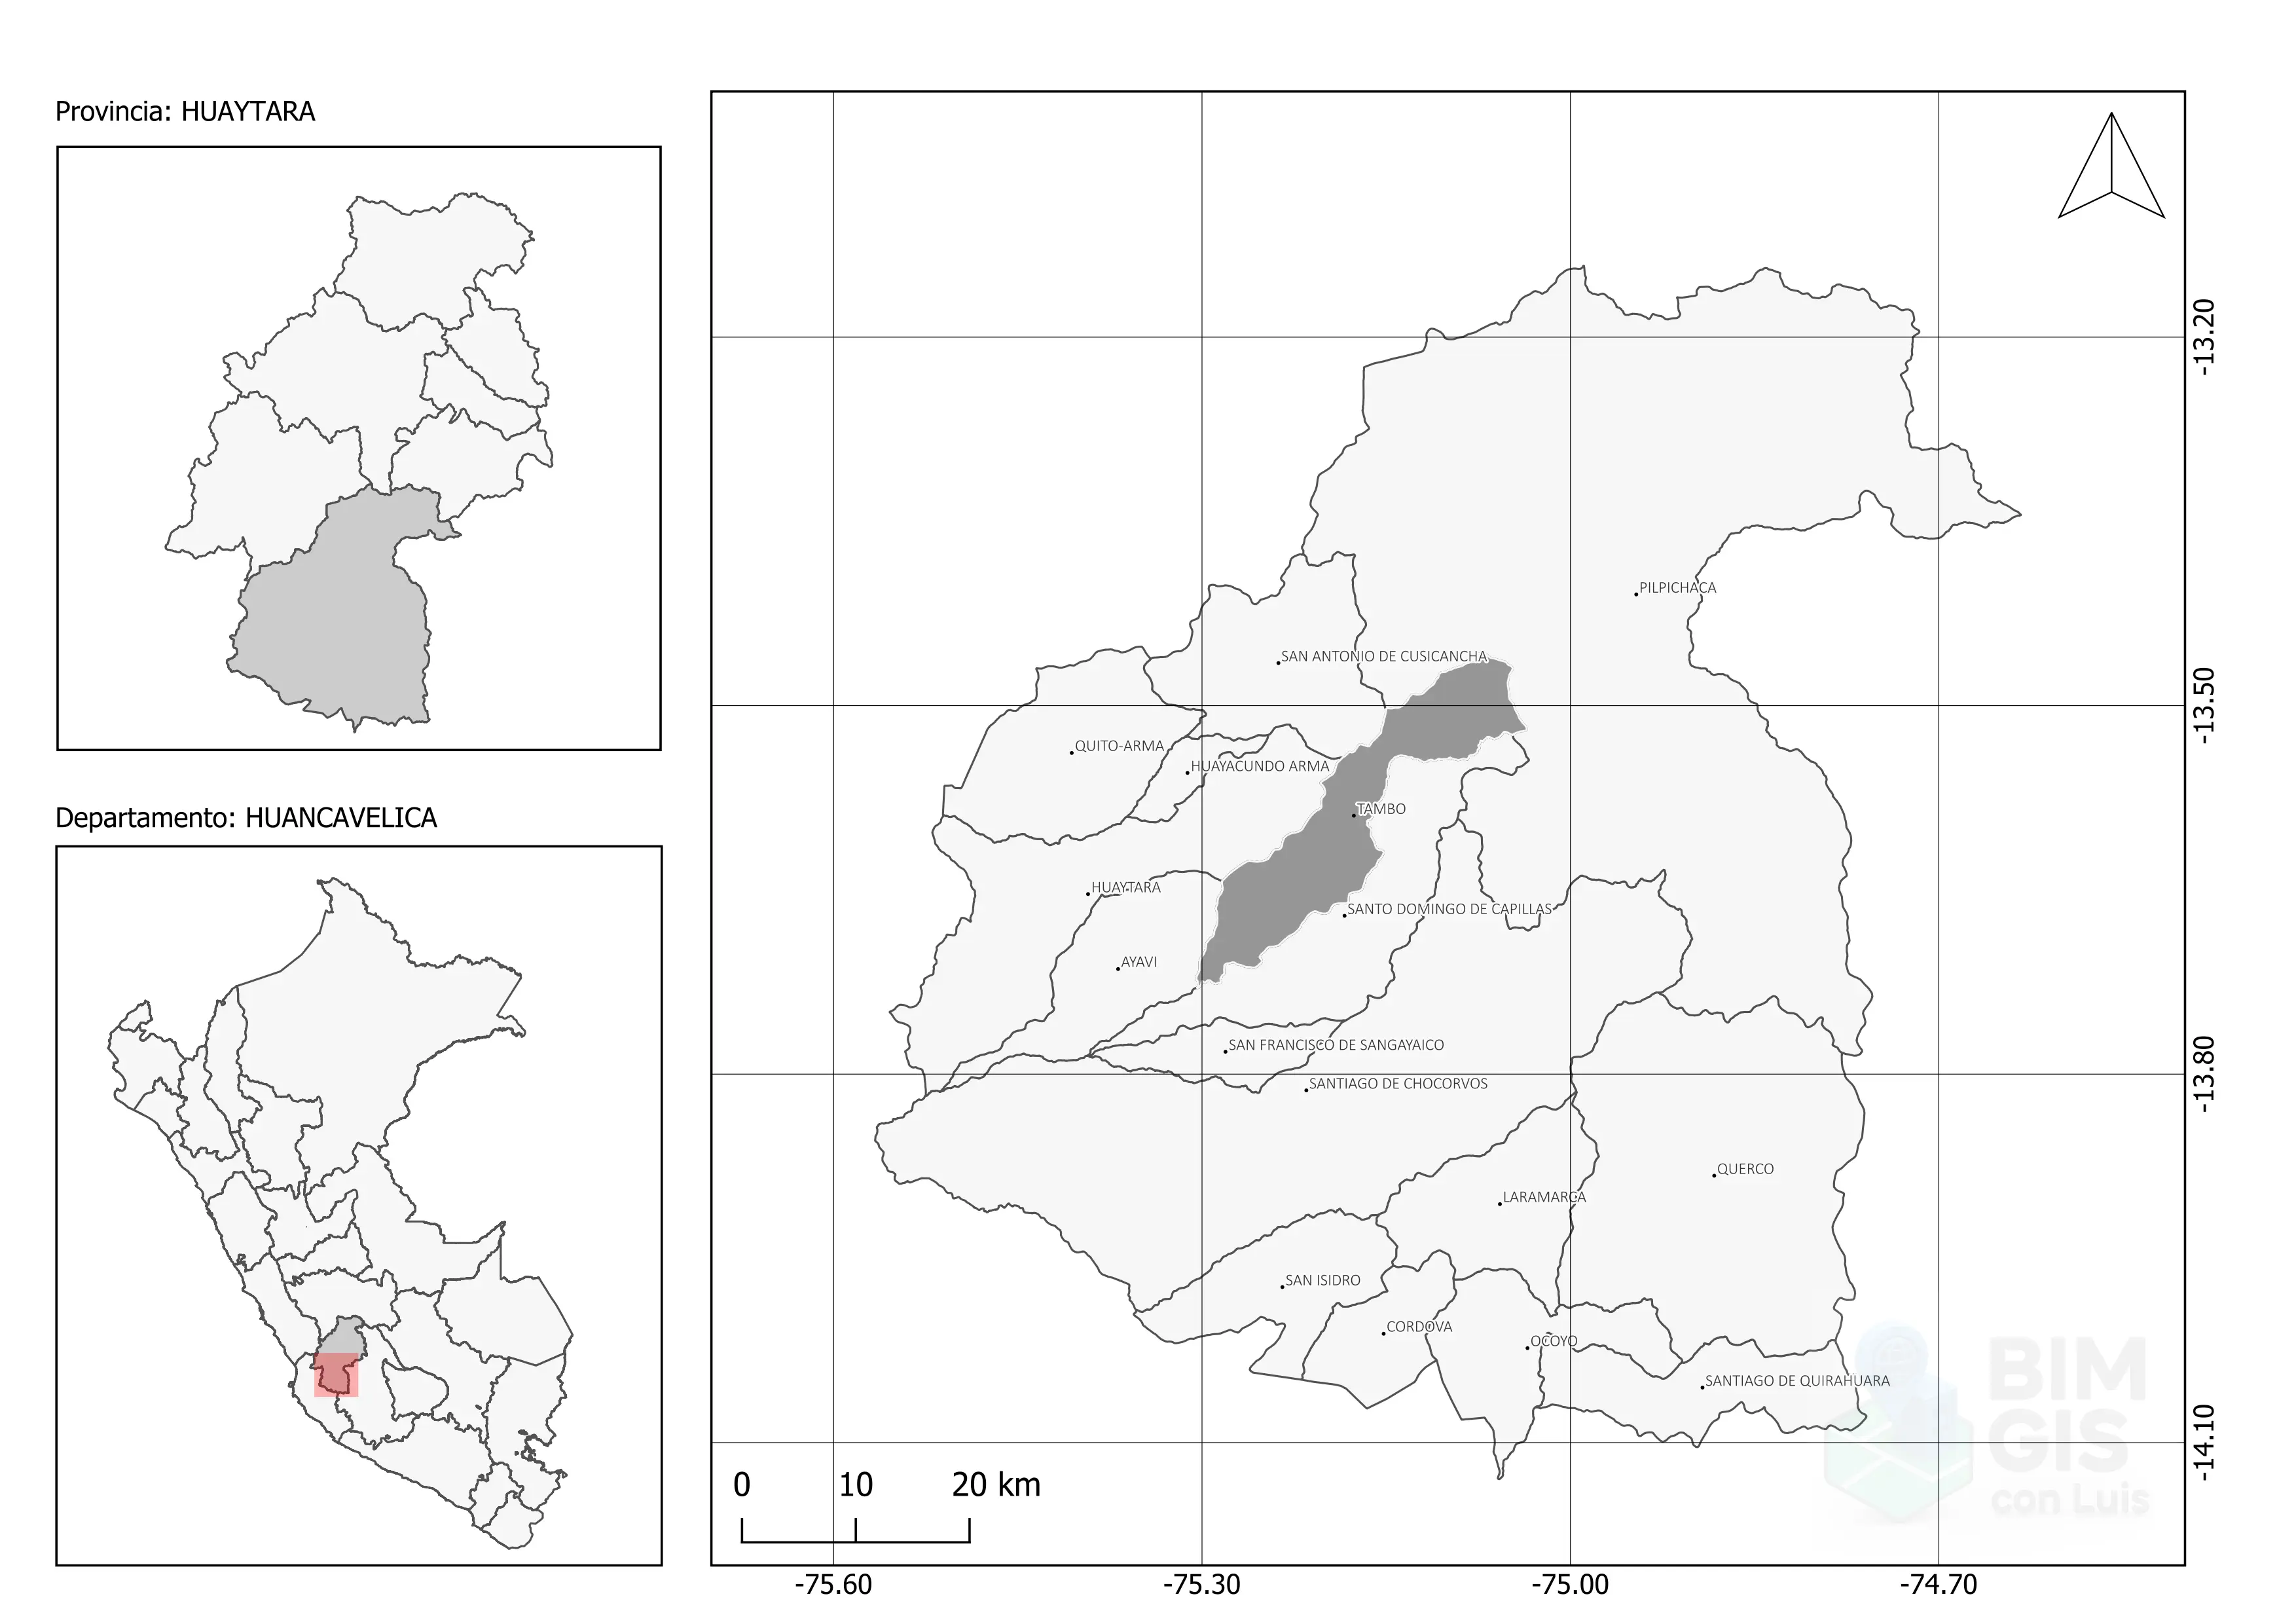 Provincia: HUAYTARA
Departamento: HUANCAVELICA
PILPICHACA
SAN ANTONIO DE CUSICANCHA
QUITO-ARMA
HUAYACUNDO ARMA
TAMBO
HUAYTARA
SANTO DOMINGO DE CAPILLAS
AYAVI
SAN FRANCISCO DE SANGAYAICO
SANTIAGO DE CHOCORVOS
QUERCO
LARAMARCA
SAN ISIDRO
CORDOVA
OCOYO
SANTIAGO DE QUIRAHUARA
-13.20
-13.50
-13.80
-14.10
0 10 20 km
-75.60 -75.30 -75.00 -74.70
BIM
GIS
con Luis